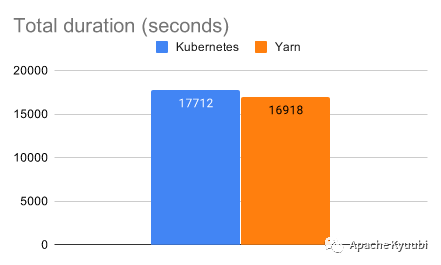 Total duration (seconds)
Kubernetes
Yarn
20000
17712
16918
15000
10000
5000
0
Apache Kyuubi